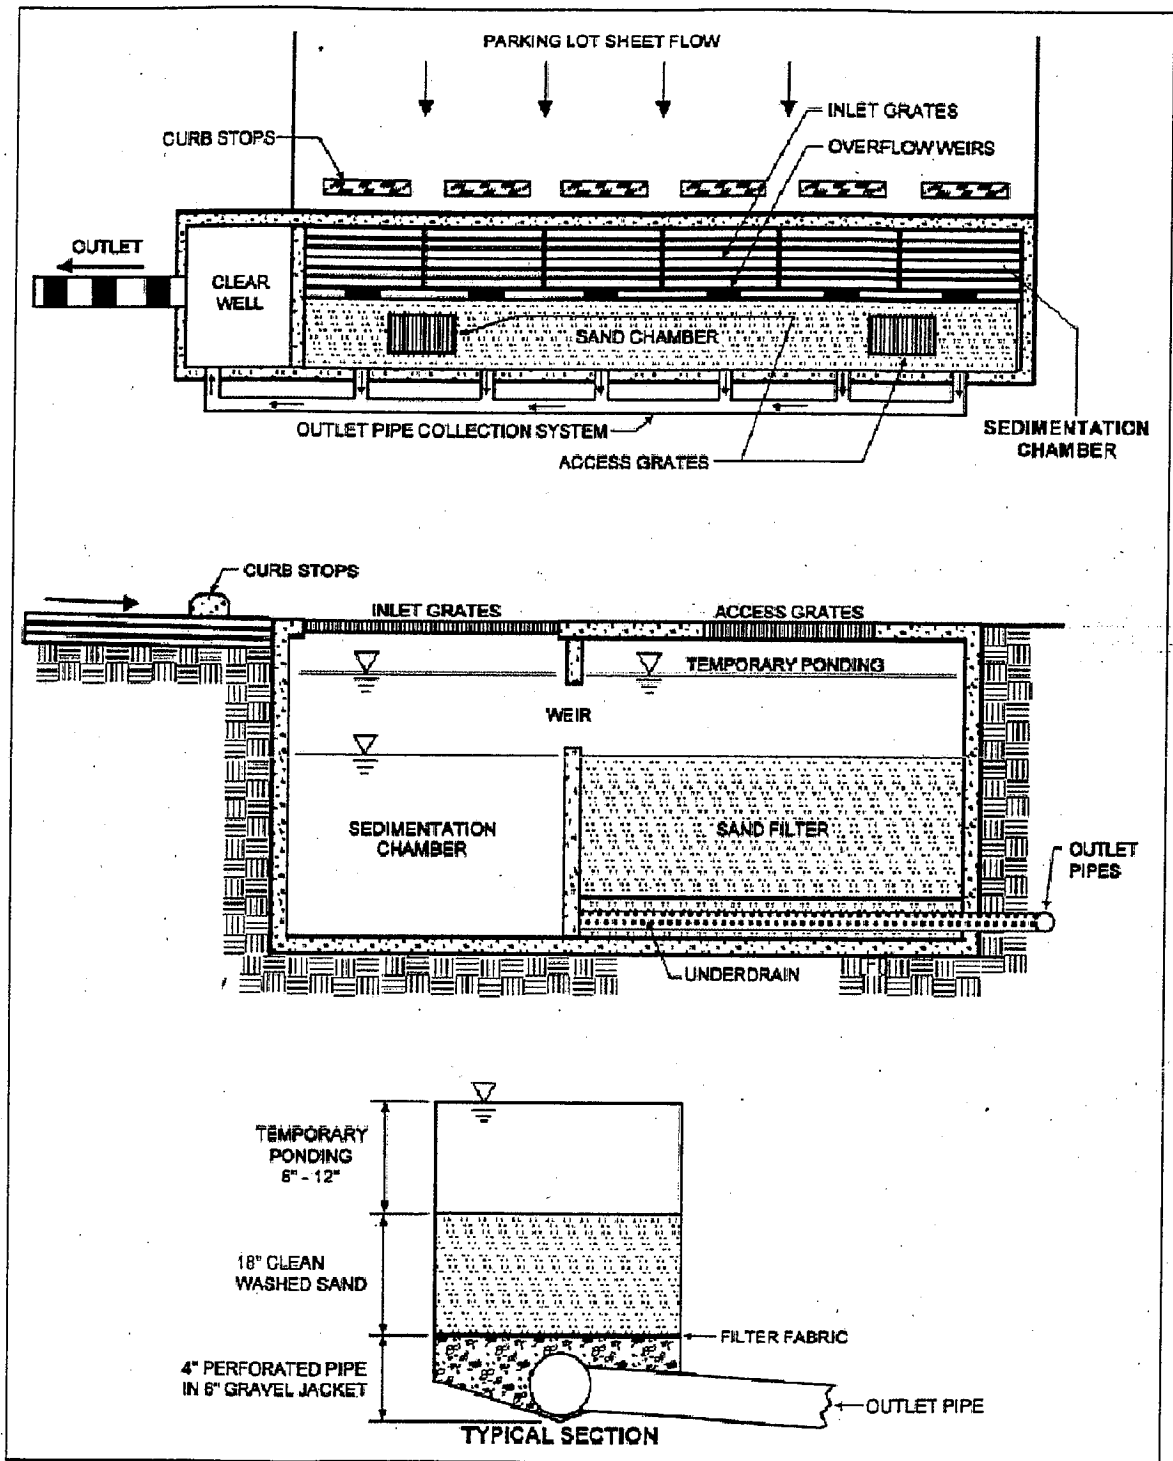 PARKING LOT SHEET FLOW
INLET GRATES
CURB STOPS
OVERFLOW WEIRS
OUTLET
CLEAR
WELL
SAND CHAMBER
OUTLET PIPE COLLECTION SYSTEM
SEDIMENTATION
CHAMBER
ACCESS GRATES
CURB STOPS
INLET GRATES
ACCESS GRATES
TEMPORARY PONDING
WEIR
SEDIMENTATION
CHAMBER
SAND FILTER
OUTLET
PIPES
UNDERDRAIN
TEMPORARY
PONDING
6" - 12"
18" CLEAN
WASHED SAND
FILTER FABRIC
4" PERFORATED PIPE
IN 6" GRAVEL JACKET
OUTLET PIPE
TYPICAL SECTION